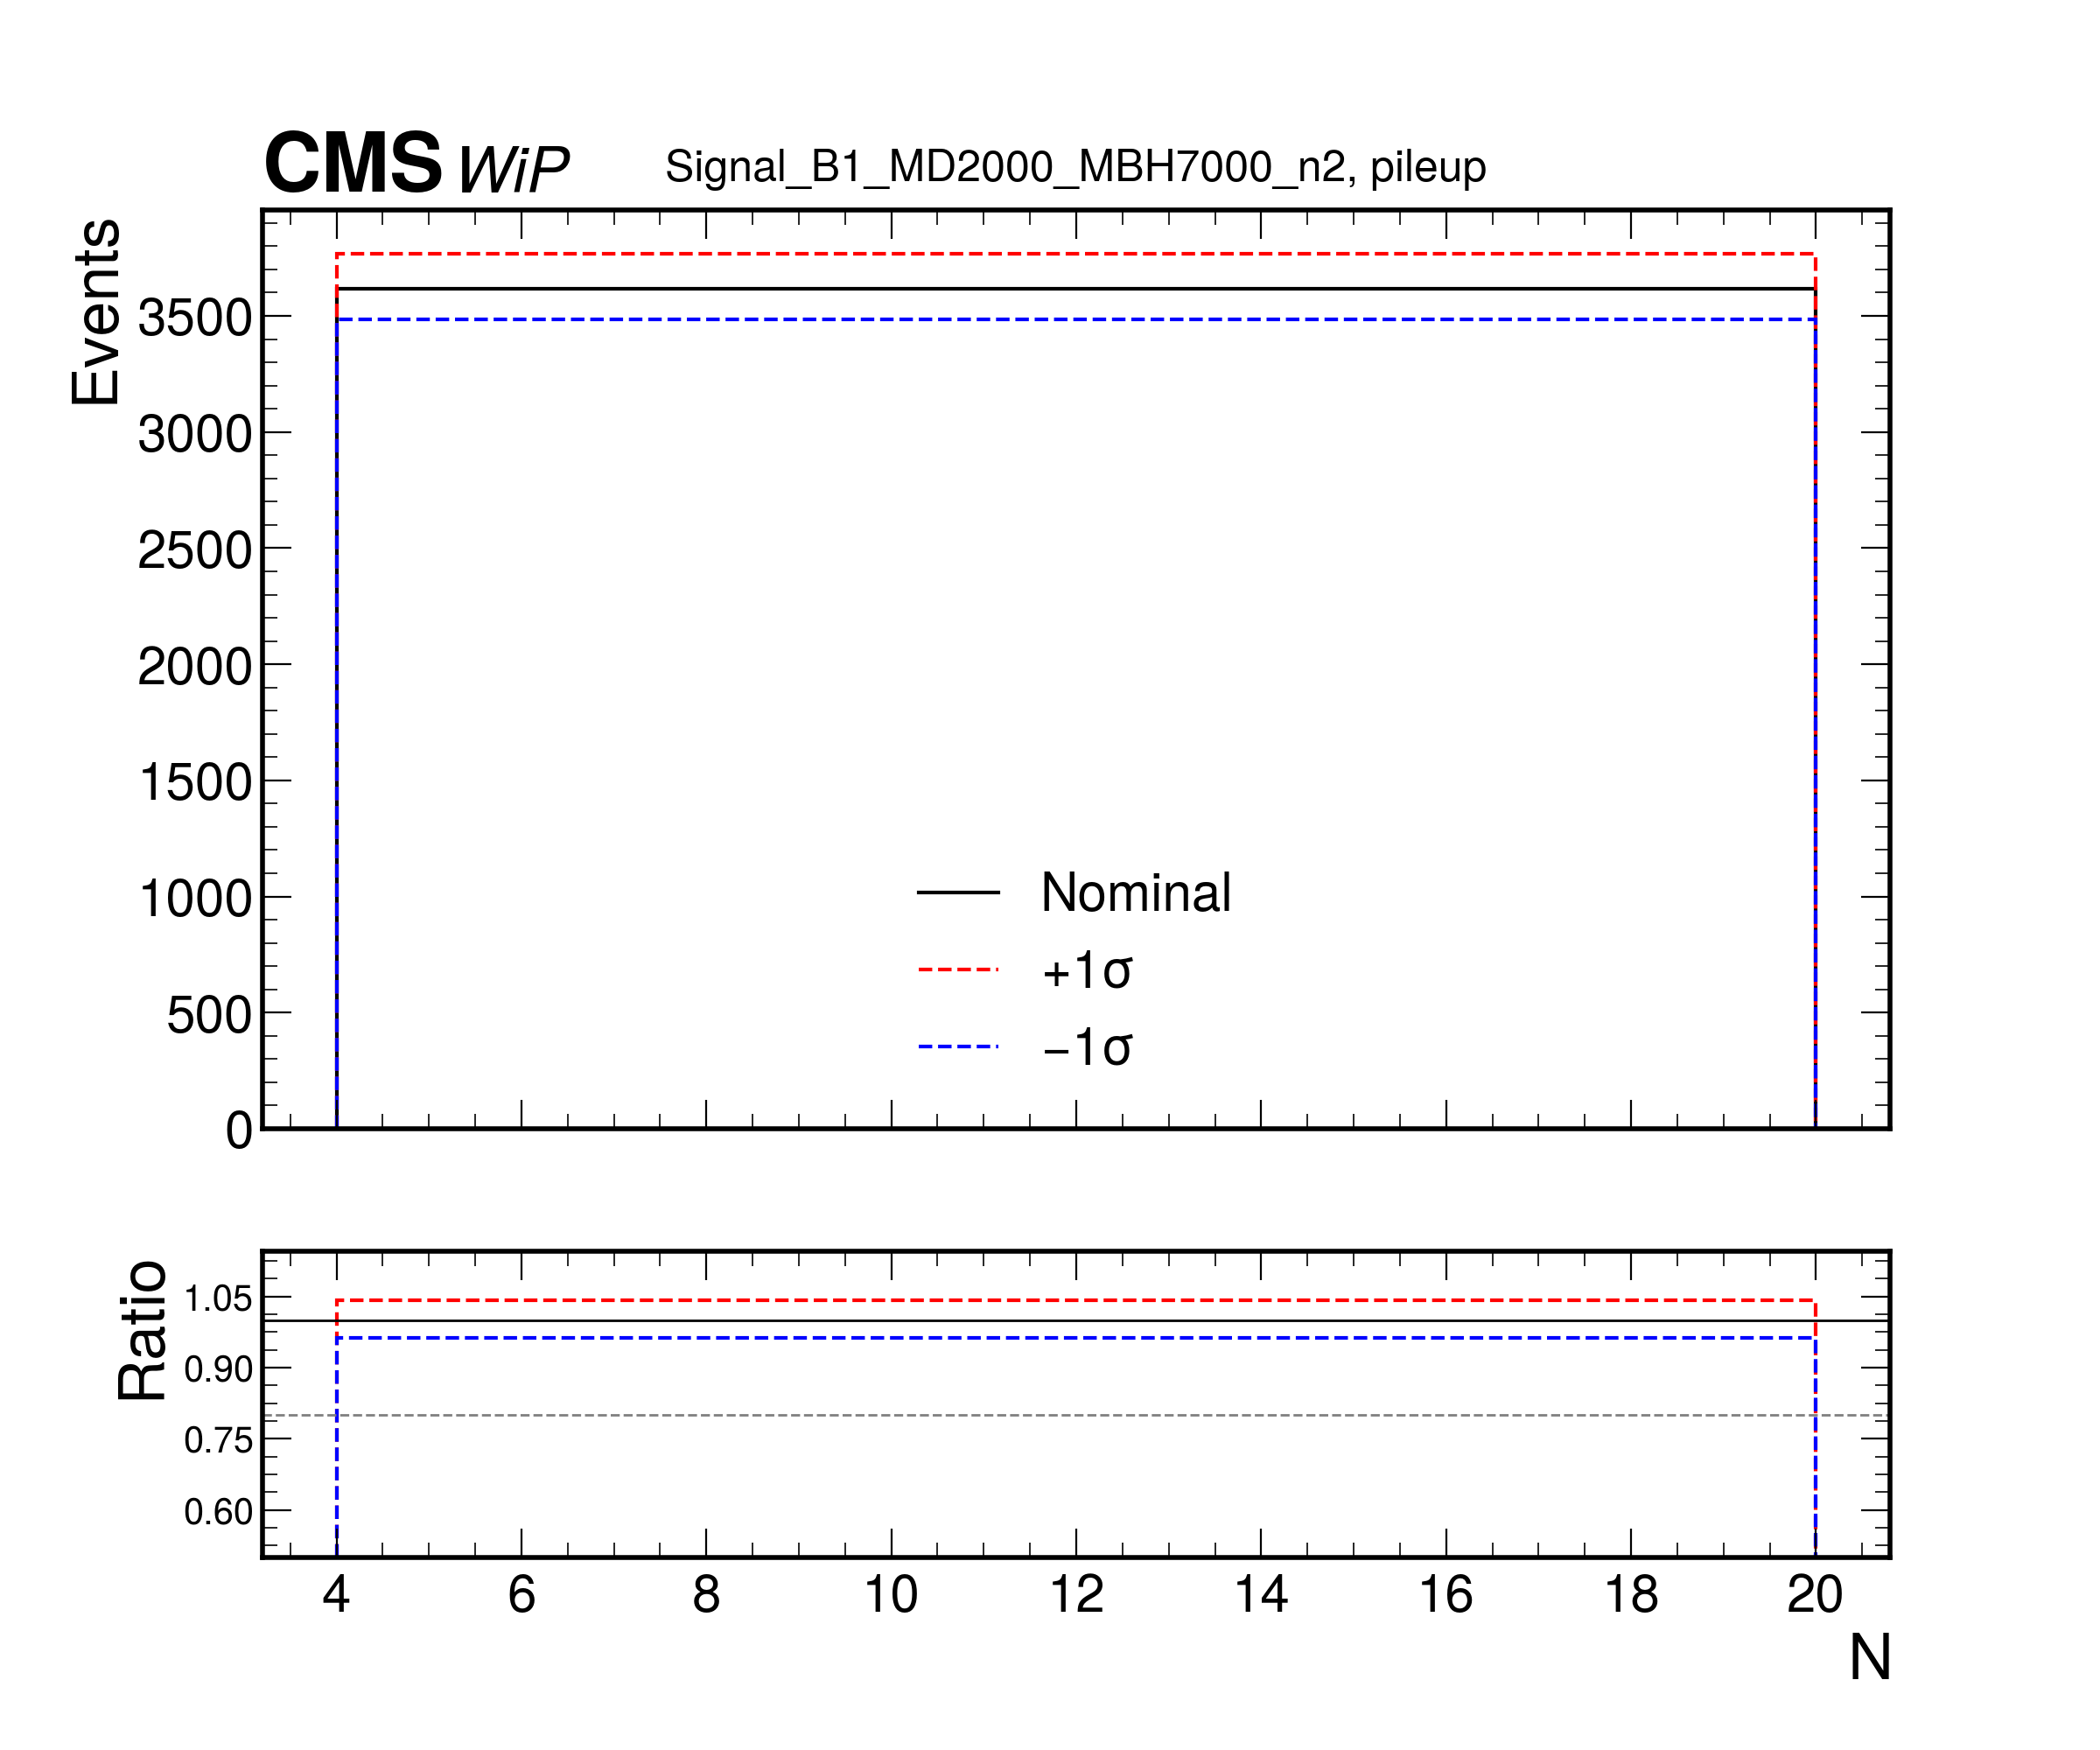 CMS WiP Signal_B1_MD2000_MBH7000_n2, pileup
Events
3500
3000
2500
2000
1500
1000
500
0
Nominal
+1σ
−1σ
Ratio
1.05
0.90
0.75
0.60
4 6 8 10 12 14 16 18 20
N